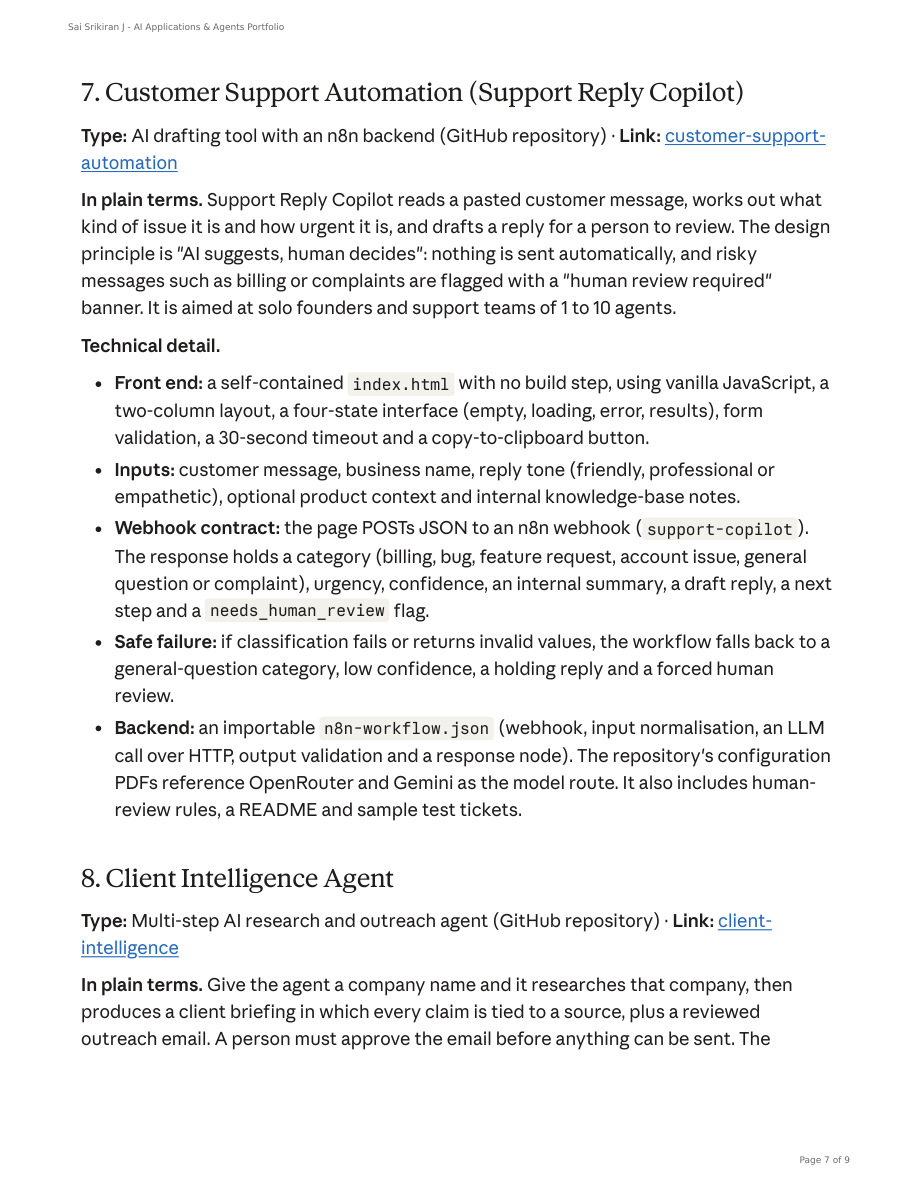 Sai Srikiran J - AI Applications & Agents Portfolio
7. Customer Support Automation (Support Reply Copilot)
Type: AI drafting tool with an n8n backend (GitHub repository) · Link: customer-support-
automation
In plain terms. Support Reply Copilot reads a pasted customer message, works out what
kind of issue it is and how urgent it is, and drafts a reply for a person to review. The design
principle is "AI suggests, human decides": nothing is sent automatically, and risky
messages such as billing or complaints are flagged with a "human review required"
banner. It is aimed at solo founders and support teams of 1 to 10 agents.
Technical detail.
• Front end: a self-contained index.html with no build step, using vanilla JavaScript, a
two-column layout, a four-state interface (empty, loading, error, results), form
validation, a 30-second timeout and a copy-to-clipboard button.
• Inputs: customer message, business name, reply tone (friendly, professional or
empathetic), optional product context and internal knowledge-base notes.
• Webhook contract: the page POSTs JSON to an n8n webhook ( support-copilot ).
The response holds a category (billing, bug, feature request, account issue, general
question or complaint), urgency, confidence, an internal summary, a draft reply, a next
step and a needs_human_review flag.
• Safe failure: if classification fails or returns invalid values, the workflow falls back to a
general-question category, low confidence, a holding reply and a forced human
review.
• Backend: an importable n8n-workflow.json (webhook, input normalisation, an LLM
call over HTTP, output validation and a response node). The repository's configuration
PDFs reference OpenRouter and Gemini as the model route. It also includes human-
review rules, a README and sample test tickets.
8. Client Intelligence Agent
Type: Multi-step AI research and outreach agent (GitHub repository) · Link: client-
intelligence
In plain terms. Give the agent a company name and it researches that company, then
produces a client briefing in which every claim is tied to a source, plus a reviewed
outreach email. A person must approve the email before anything can be sent. The
Page 7 of 9